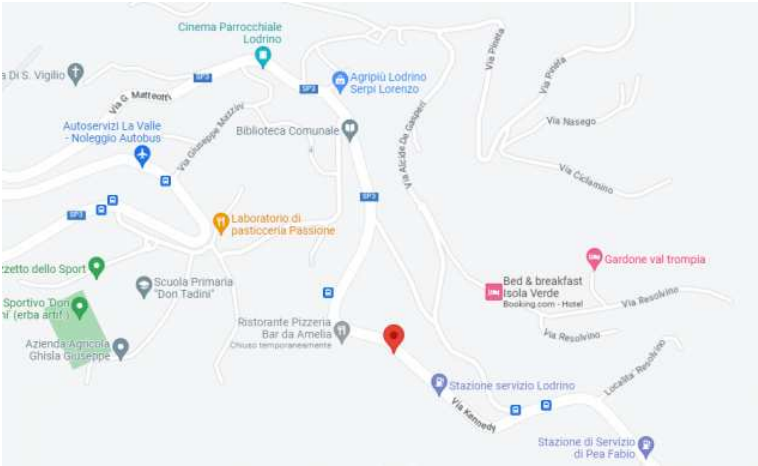 Cinema Parrocchiale
Lodrino
Via Pineta
Via Pineta
a Di S. Vigilio
SP3
Agripiù Lodrino
Serpi Lorenzo
SP3
Via G. Matteotti
Via Alcide De Gasperi
Autoservizi La Valle
- Noleggio Autobus
Via Giuseppe Mazzini
Biblioteca Comunale
Via Nasego
Via Ciclamino
SP3
SP3
Laboratorio di
pasticceria Passione
zzetto dello Sport
Gardone val trompia
Scuola Primaria
"Don Tadini"
Bed & breakfast
Isola Verde
Booking.com - Hotel
Via Resolvino
Sportivo 'Don
ni' (erba artif.)
Ristorante Pizzeria
Bar da Amelia
Chiuso temporaneamente
Via Resolvino
Azienda Agricola
Ghisla Giuseppe
Localita' Resolvino
Stazione servizio Lodrino
Via Kennedy
Stazione di Servizio
di Pea Fabio